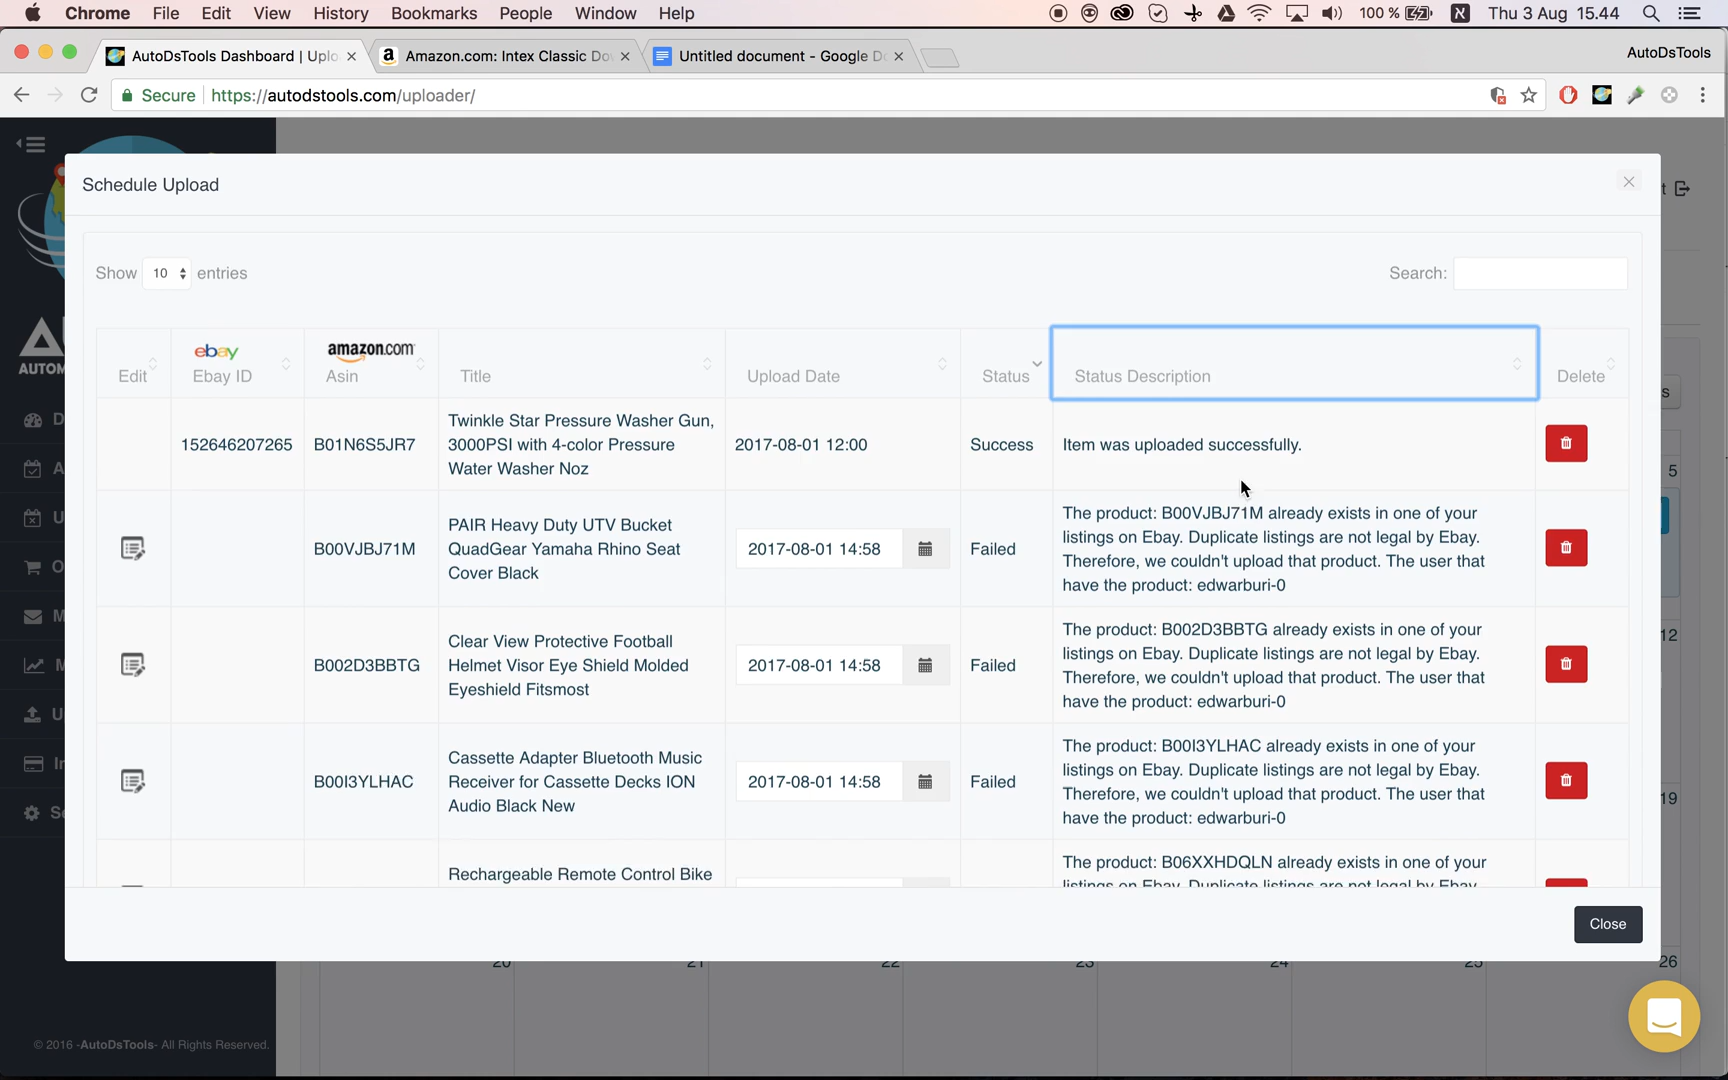 Chrome File Edit View History Bookmarks People Window Help 100 % Thu 3 Aug 15.44
AutoDsTools Dashboard | Uplo Amazon.com: Intex Classic Do Untitled document - Google D AutoDsTools
Secure https://autodstools.com/uploader/
Schedule Upload
Show 10 entries Search:
ebay amazon.com
Edit Ebay ID Asin Title Upload Date Status Status Description Delete
Twinkle Star Pressure Washer Gun,
152646207265 B01N6S5JR7 3000PSI with 4-color Pressure 2017-08-01 12:00 Success Item was uploaded successfully.
Water Washer Noz
The product: B00VJBJ71M already exists in one of your
PAIR Heavy Duty UTV Bucket listings on Ebay. Duplicate listings are not legal by Ebay.
B00VJBJ71M QuadGear Yamaha Rhino Seat 2017-08-01 14:58 Failed Therefore, we couldn't upload that product. The user that
Cover Black have the product: edwarburi-0
The product: B002D3BBTG already exists in one of your
Clear View Protective Football listings on Ebay. Duplicate listings are not legal by Ebay.
B002D3BBTG Helmet Visor Eye Shield Molded 2017-08-01 14:58 Failed Therefore, we couldn't upload that product. The user that
Eyeshield Fitsmost have the product: edwarburi-0
The product: B00I3YLHAC already exists in one of your
Cassette Adapter Bluetooth Music listings on Ebay. Duplicate listings are not legal by Ebay.
B00I3YLHAC Receiver for Cassette Decks ION 2017-08-01 14:58 Failed Therefore, we couldn't upload that product. The user that
Audio Black New have the product: edwarburi-0
The product: B06XXHDQLN already exists in one of your
Rechargeable Remote Control Bike listings on Ebay. Duplicate listings are not legal by Ebay.
Close
5
12
19
20 21 22 23 24 25 26
© 2016 -AutoDsTools- All Rights Reserved.